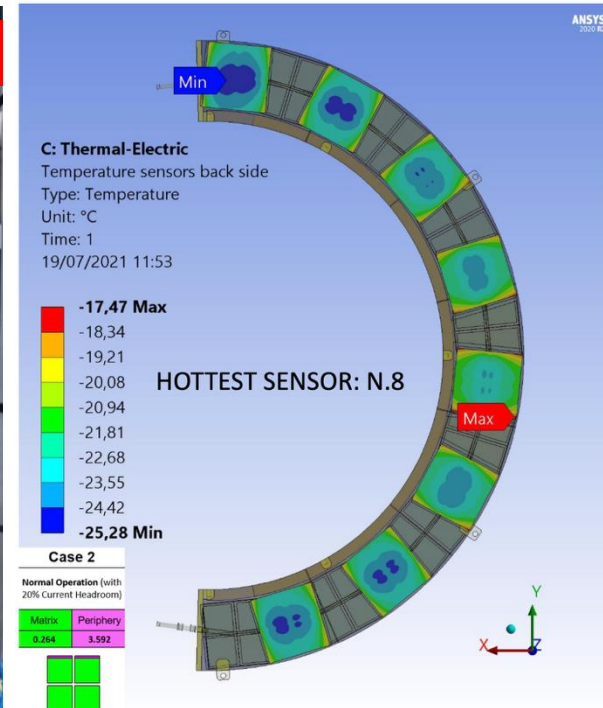 ANSYS
2020 R2
Min
C: Thermal-Electric
Temperature sensors back side
Type: Temperature
Unit: °C
Time: 1
19/07/2021 11:53
-17,47 Max
-18,34
-19,21
-20,08
-20,94
-21,81
-22,68
-23,55
-24,42
-25,28 Min
HOTTEST SENSOR: N.8
Max
Case 2
Normal Operation (with
20% Current Headroom)
Matrix Periphery
0.264 3.592
Y
X Z